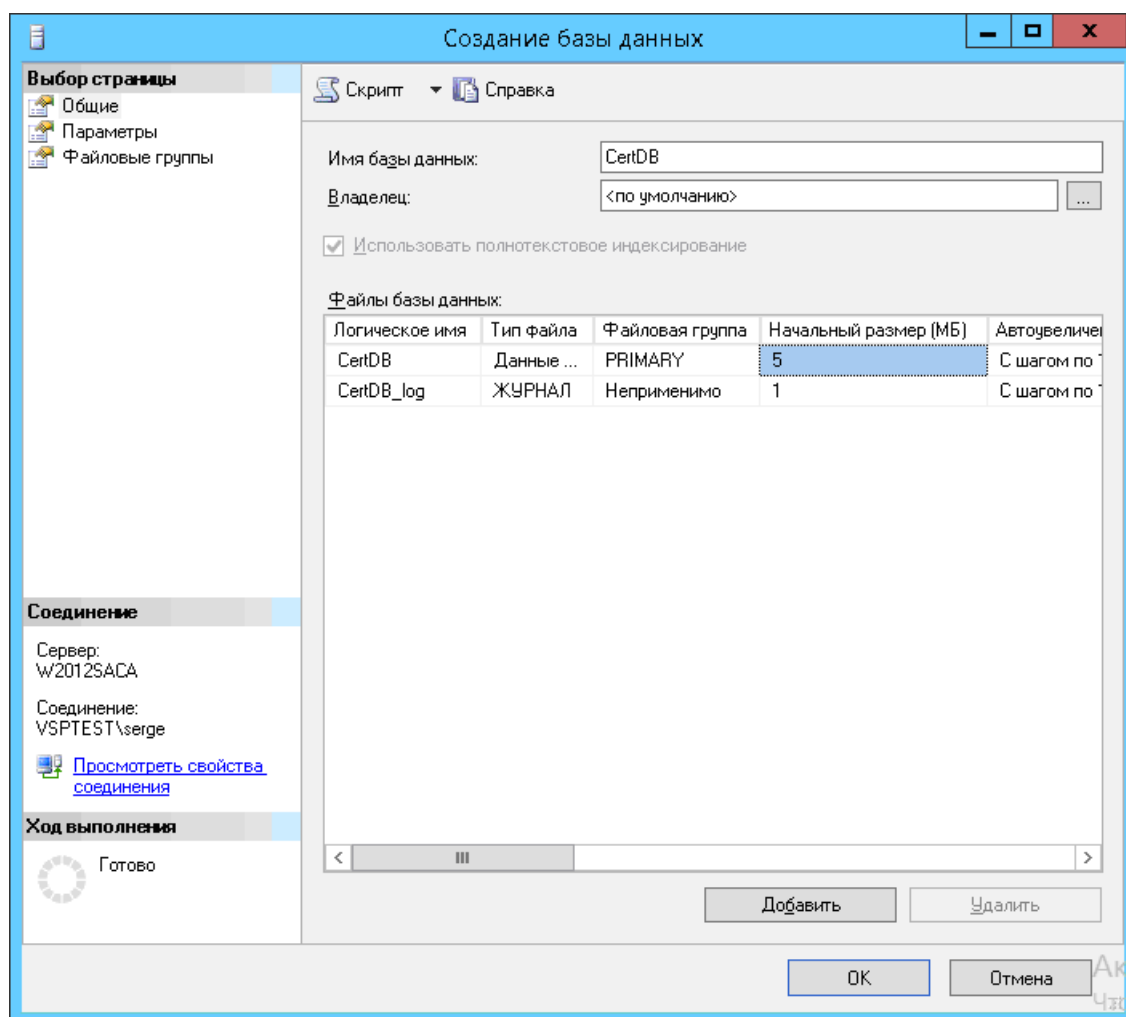 Создание базы данных
Выбор страницы
Общие
Параметры
Файловые группы
Скрипт Справка
Имя базы данных: CertDB
Владелец: <по умолчанию> ...
Использовать полнотекстовое индексирование
Файлы базы данных:
Логическое имя Тип файла Файловая группа Начальный размер (МБ) Автоувеличе
CertDB Данные ... PRIMARY 5 С шагом по
CertDB_log ЖУРНАЛ Неприменимо 1 С шагом по
Соединение
Сервер:
W2012SACA
Соединение:
VSPTEST\serge
Просмотреть свойства
соединения
Ход выполнения
Готово
Добавить Удалить
OK Отмена